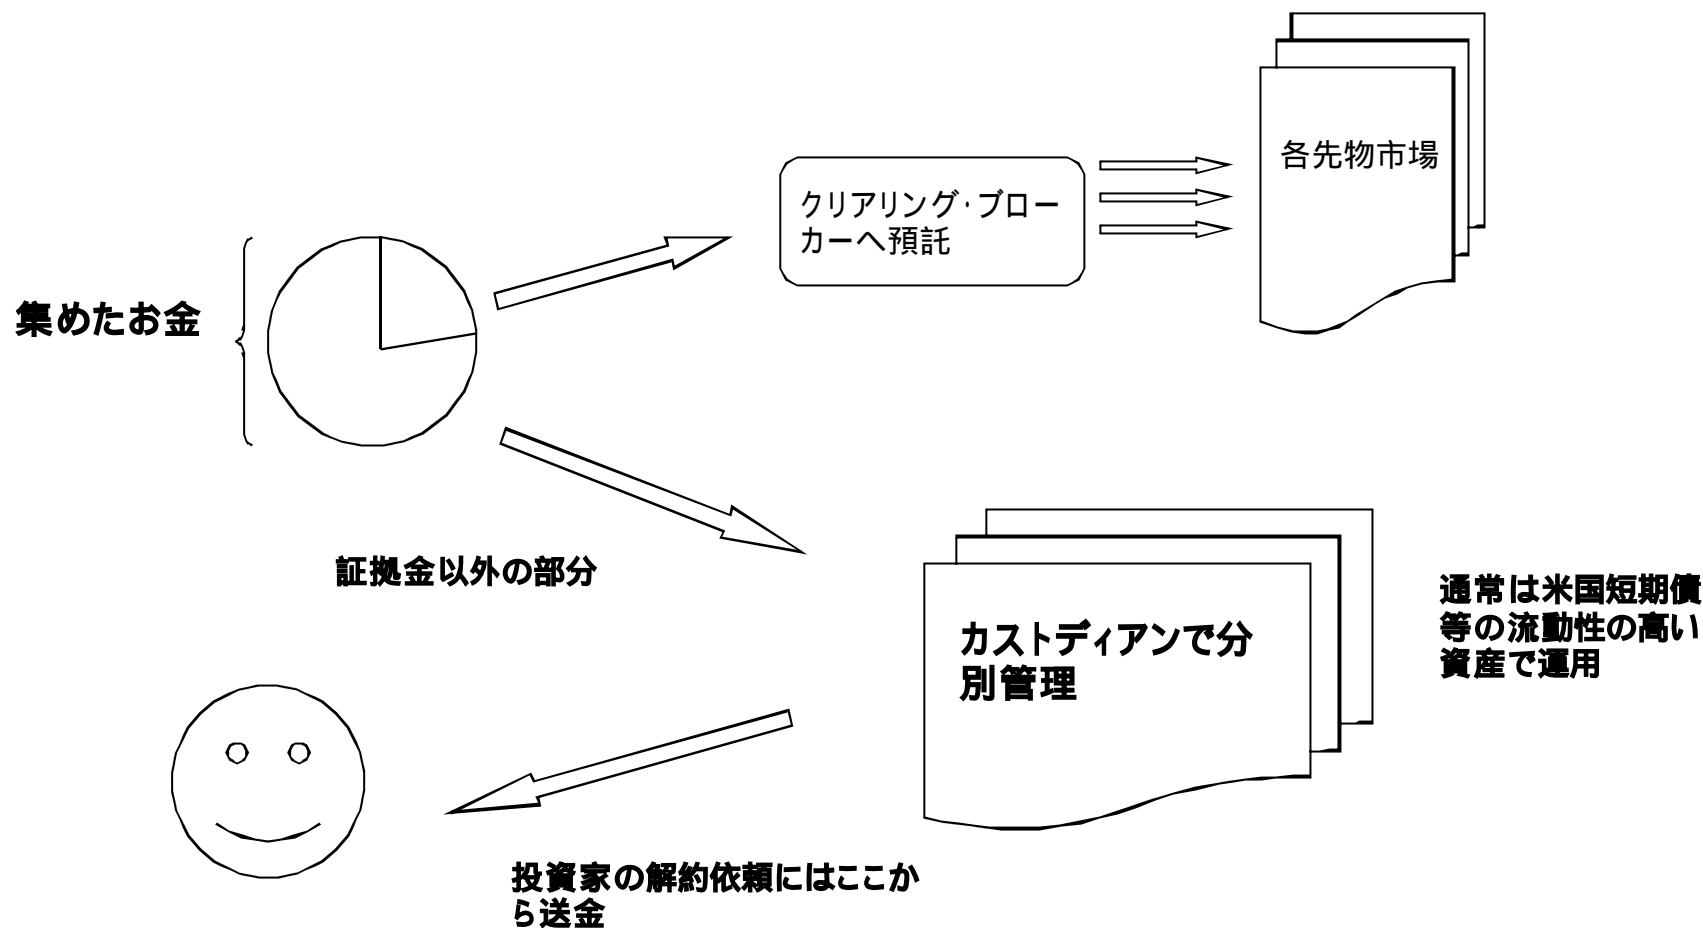 各先物市場
クリアリング・ブロー
カーへ預託
集めたお金
証拠金以外の部分
カストディアンで分
別管理
通常は米国短期債
等の流動性の高い
資産で運用
投資家の解約依頼にはここか
ら送金